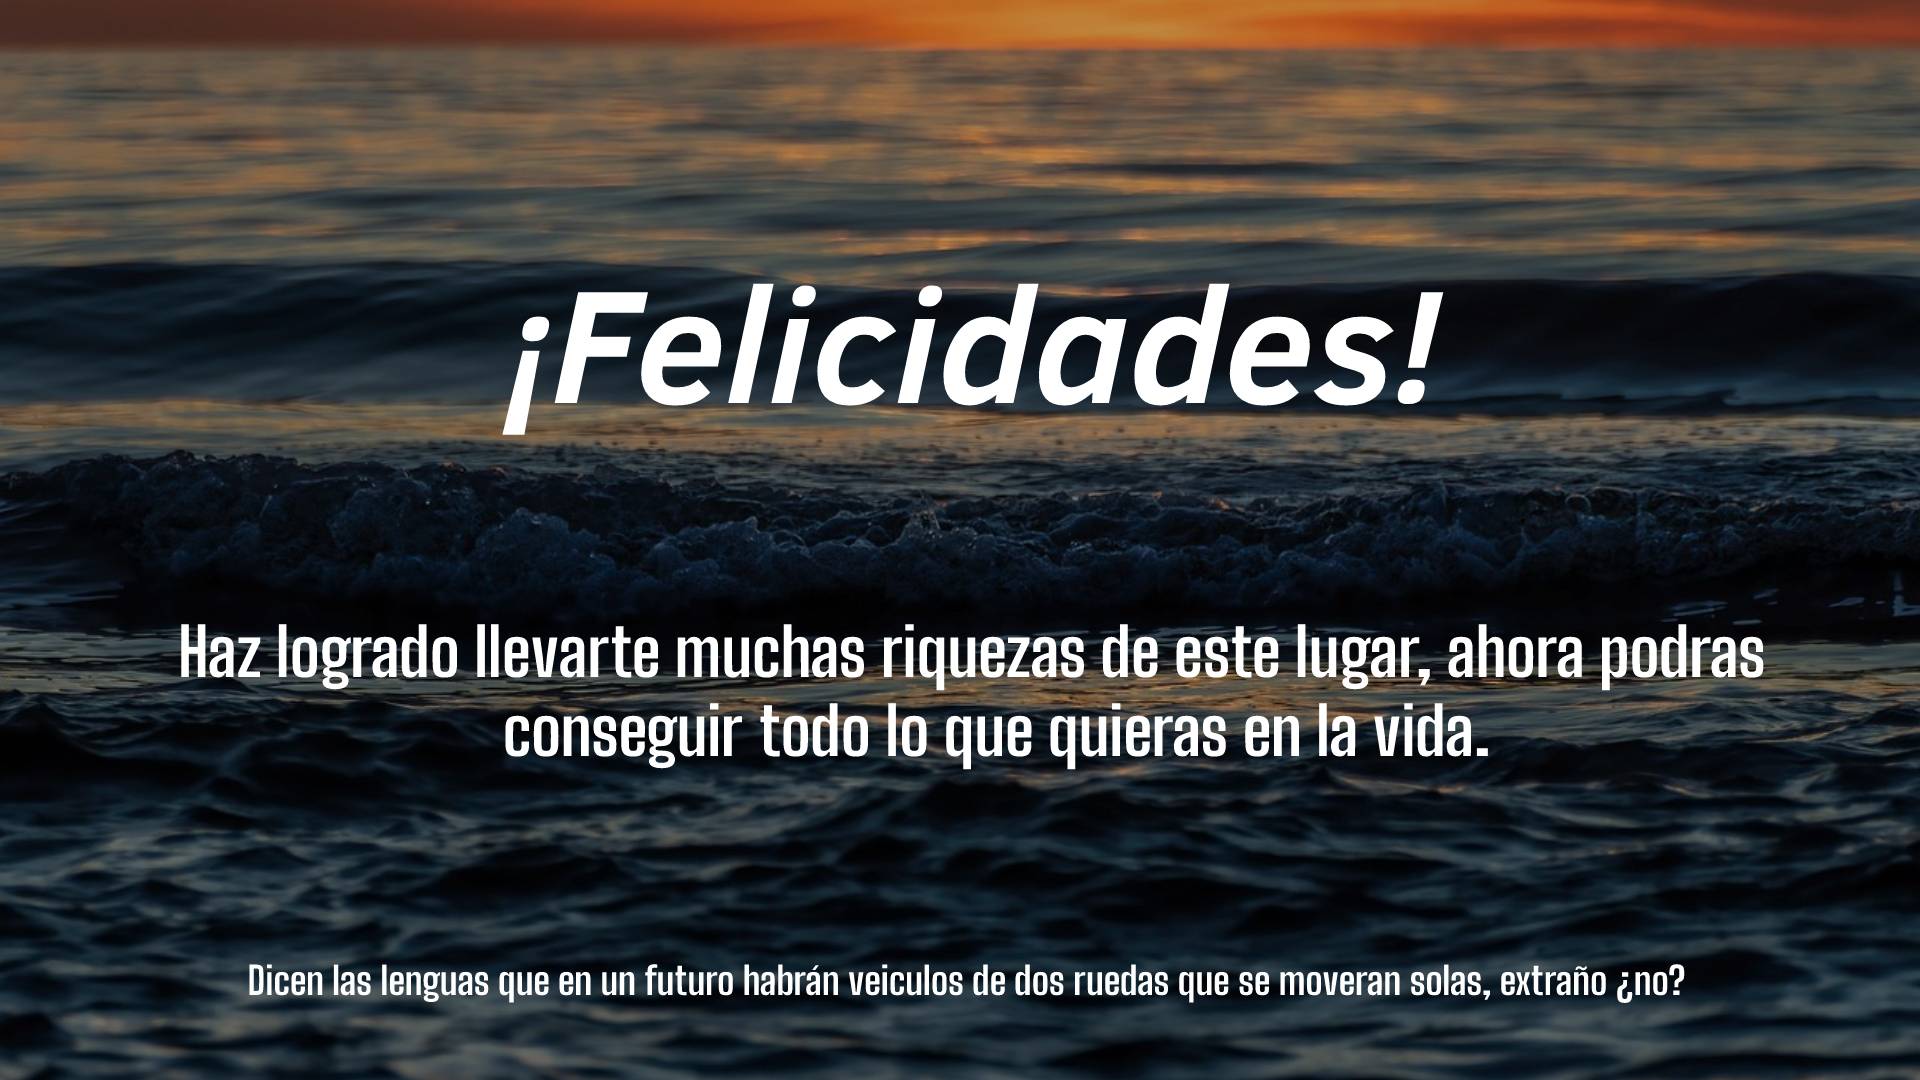 ¡Felicidades!
Haz logrado llevarte muchas riquezas de este lugar, ahora podras
conseguir todo lo que quieras en la vida.
Dicen las lenguas que en un futuro habrán veiculos de dos ruedas que se moveran solas, extraño ¿no?